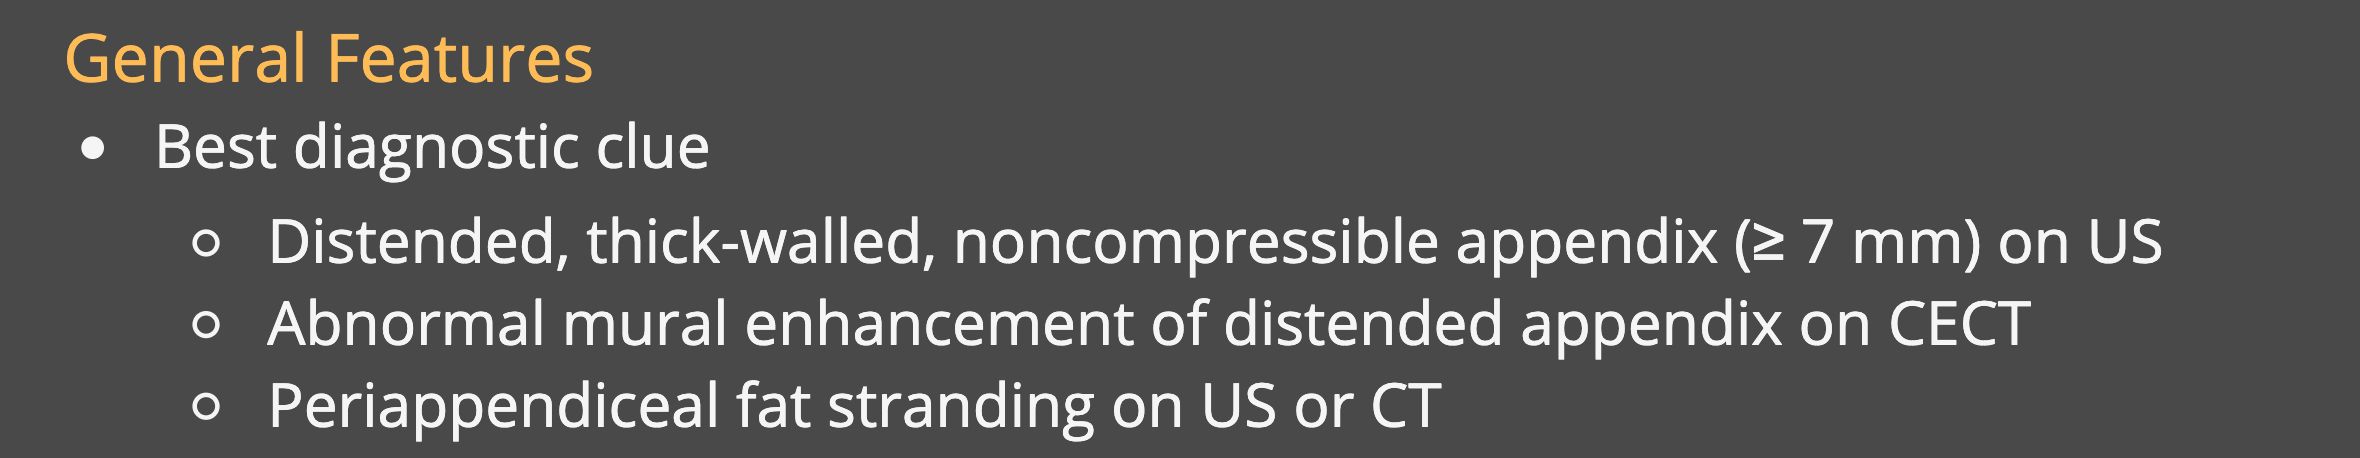 General Features
• Best diagnostic clue
○ Distended, thick-walled, noncompressible appendix (≥ 7 mm) on US
○ Abnormal mural enhancement of distended appendix on CECT
○ Periappendiceal fat stranding on US or CT